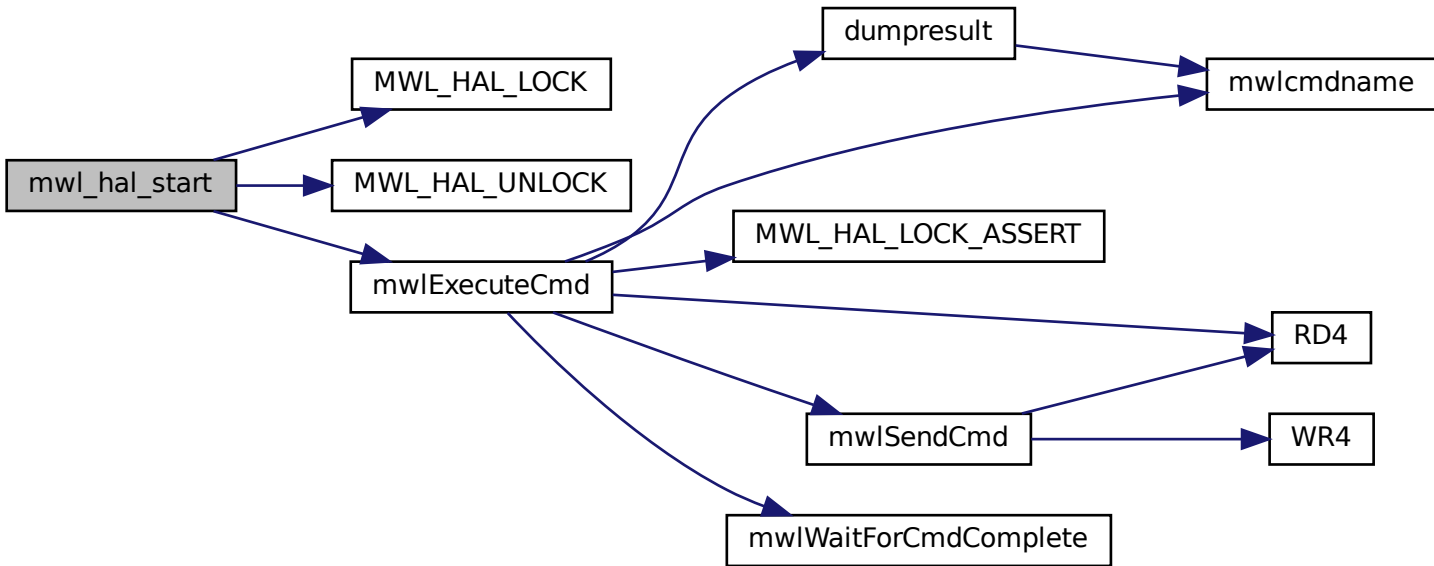 dumpresult
MWL_HAL_LOCK
mwlcmdname
mwl_hal_start
MWL_HAL_UNLOCK
MWL_HAL_LOCK_ASSERT
mwlExecuteCmd
RD4
mwlSendCmd
WR4
mwlWaitForCmdComplete